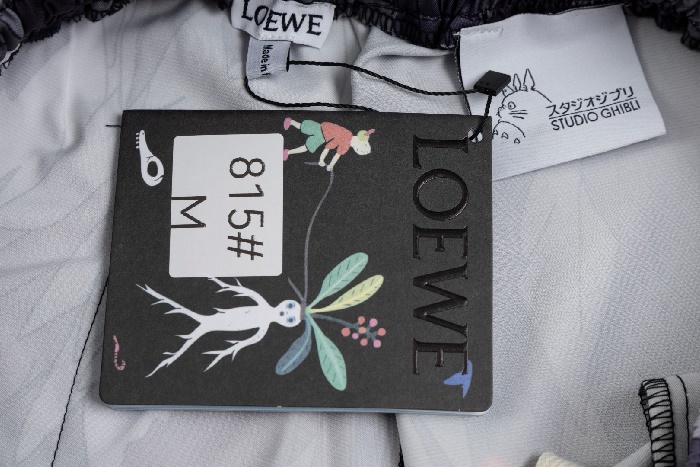 LOEWE
Made in
スタジオジブリ
STUDIO GHIBLI
LOEWE
815#
M